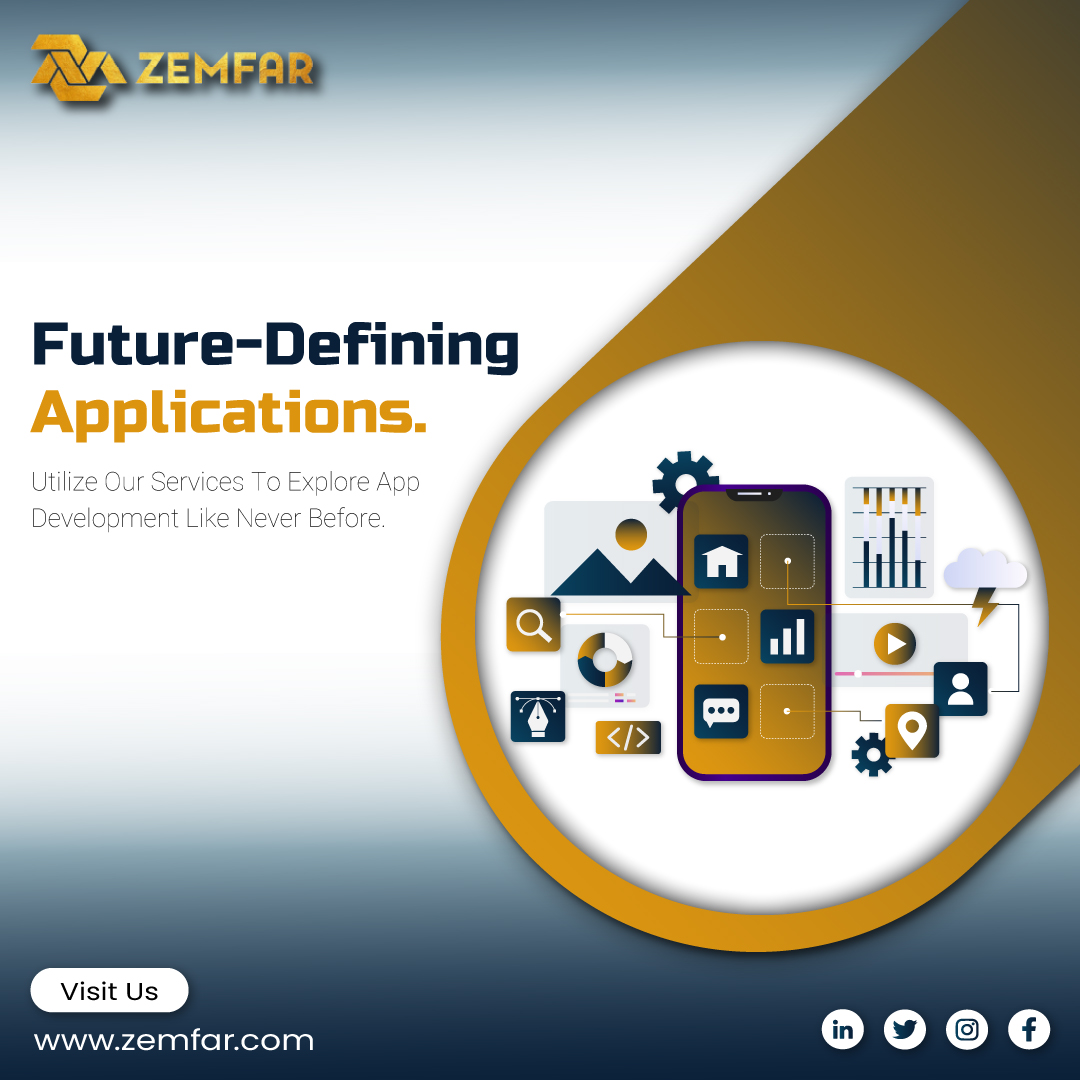 ZEMFAR
Future-Defining
Applications.
Utilize Our Services To Explore App
Development Like Never Before.
</>
Visit Us
www.zemfar.com
in
f